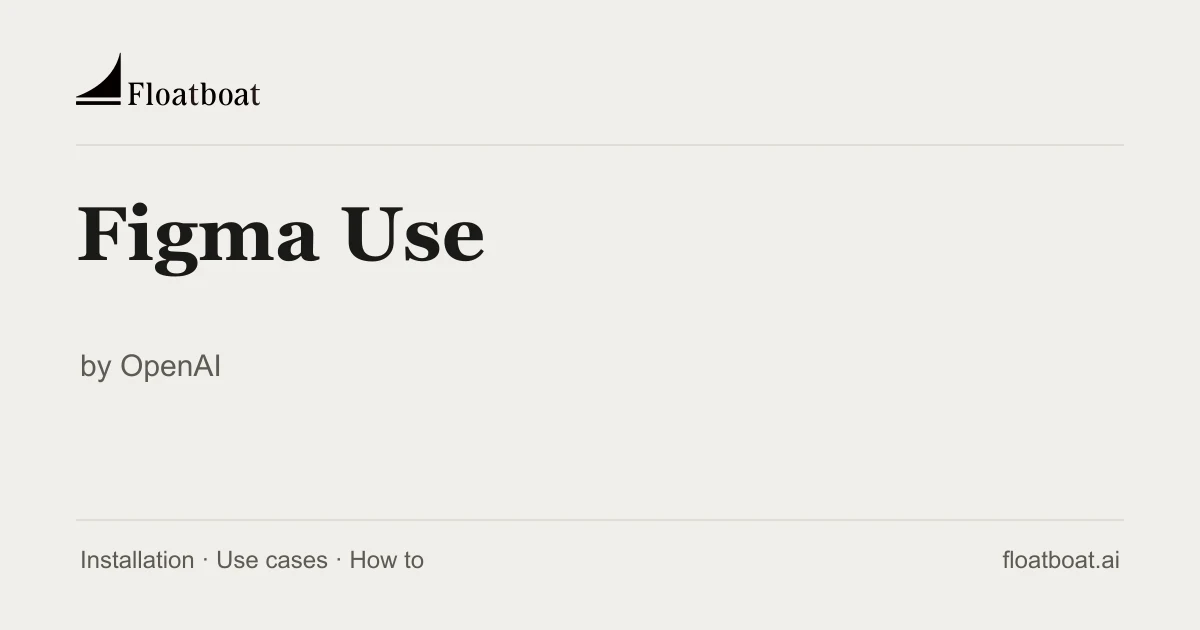 Floatboat
Figma Use
by OpenAI
Installation · Use cases · How to
floatboat.ai